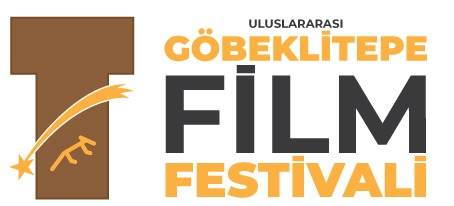 ULUSLARARASI
GÖBEKLİTEPE
FİLM
FESTİVALİ